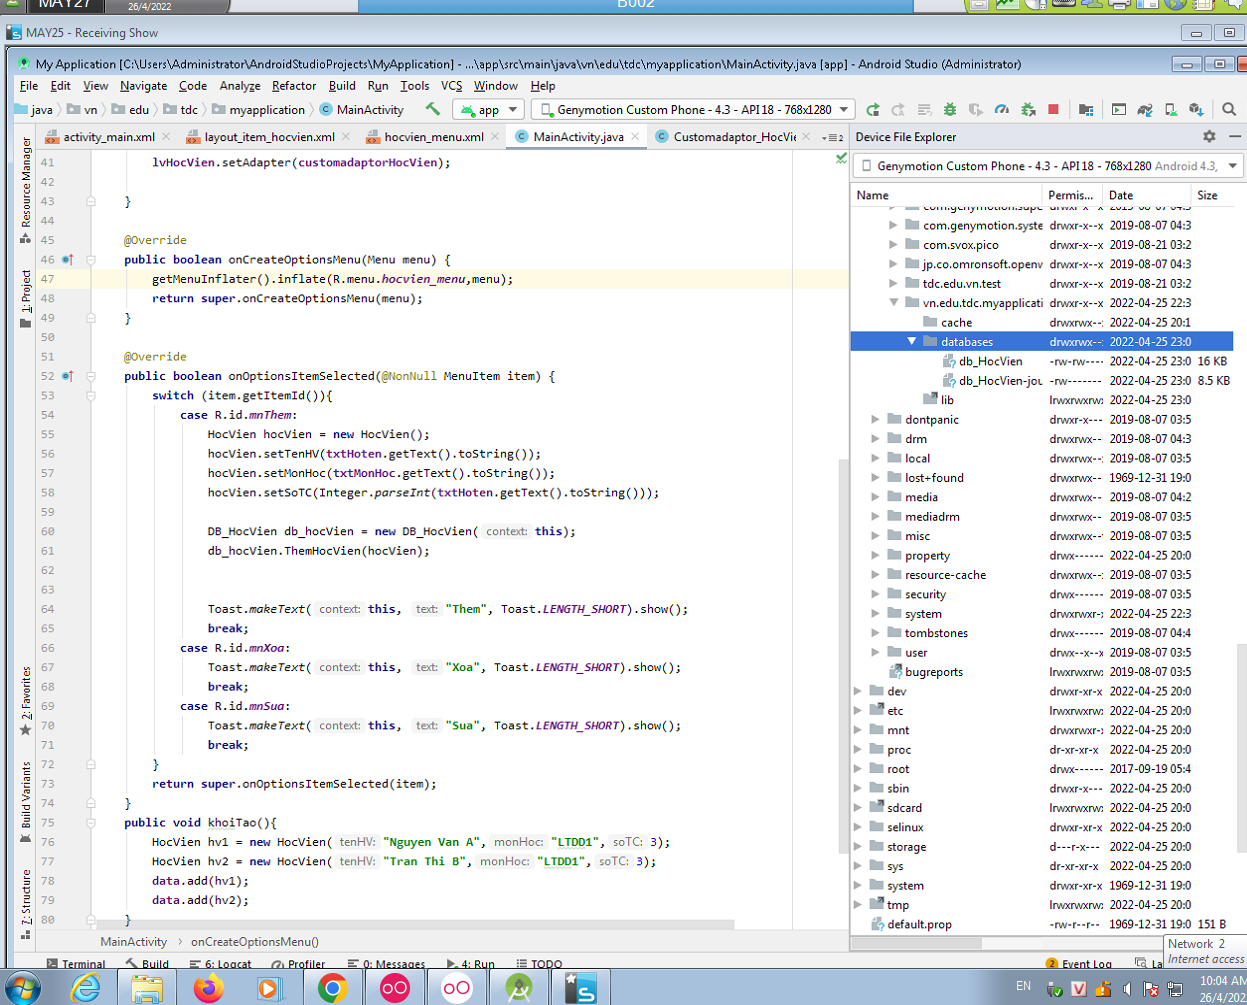 MAY27
26/4/2022
B002
MAY25 - Receiving Show
My Application [C:\Users\Administrator\AndroidStudioProjects\MyApplication] - ...\app\src\main\java\vn\edu\tdc\myapplication\MainActivity.java [app] - Android Studio (Administrator)
File Edit View Navigate Code Analyze Refactor Build Run Tools VCS Window Help
java vn edu tdc myapplication MainActivity app Genymotion Custom Phone - 4.3 - API 18 - 768x1280
activity_main.xml layout_item_hocvien.xml hocvien_menu.xml MainActivity.java Customadaptor_HocVie
Device File Explorer
Genymotion Custom Phone - 4.3 - API 18 - 768x1280 Android 4.3,
Name Permis... Date Size
Resource Manager
1: Project
2: Favorites
Build Variants
7: Structure
41 lvHocVien.setAdapter(customadaptorHocVien);
42
43 }
44
45 @Override
46 public boolean onCreateOptionsMenu(Menu menu) {
47 getMenuInflater().inflate(R.menu.hocvien_menu,menu);
48 return super.onCreateOptionsMenu(menu);
49 }
50
51 @Override
52 public boolean onOptionsItemSelected(@NonNull MenuItem item) {
53 switch (item.getItemId()){
54 case R.id.mnThem:
55 HocVien hocVien = new HocVien();
56 hocVien.setTenHV(txtHoten.getText().toString());
57 hocVien.setMonHoc(txtMonHoc.getText().toString());
58 hocVien.setSoTC(Integer.parseInt(txtHoten.getText().toString()));
59
60 DB_HocVien db_hocVien = new DB_HocVien( context: this);
61 db_hocVien.ThemHocVien(hocVien);
62
63
64 Toast.makeText( context: this, text: "Them", Toast.LENGTH_SHORT).show();
65 break;
66 case R.id.mnXoa:
67 Toast.makeText( context: this, text: "Xoa", Toast.LENGTH_SHORT).show();
68 break;
69 case R.id.mnSua:
70 Toast.makeText( context: this, text: "Sua", Toast.LENGTH_SHORT).show();
71 break;
72 }
73 return super.onOptionsItemSelected(item);
74 }
75 public void khoiTao(){
76 HocVien hv1 = new HocVien( tenHV: "Nguyen Van A", monHoc: "LTDD1", soTC: 3);
77 HocVien hv2 = new HocVien( tenHV: "Tran Thi B", monHoc: "LTDD1", soTC: 3);
78 data.add(hv1);
79 data.add(hv2);
80 }
com.genymotion.supe drwxr-x--x 2019-08-07 04:3
com.genymotion.syste drwxr-x--x 2019-08-07 04:3
com.svox.pico drwxr-x--x 2019-08-21 03:2
jp.co.omronsoft.openv drwxr-x--x 2019-08-07 04:3
tdc.edu.vn.test drwxr-x--x 2019-08-21 03:2
vn.edu.tdc.myapplicati drwxr-x--x 2022-04-25 22:3
cache drwxrwx-- 2022-04-25 20:1
databases drwxrwx-- 2022-04-25 23:0
db_HocVien -rw-rw---- 2022-04-25 23:0 16 KB
db_HocVien-jou -rw------- 2022-04-25 23:0 8.5 KB
lib lrwxrwxrw 2022-04-25 23:0
dontpanic drwxr-x--- 2019-08-07 03:5
drm drwxrwx-- 2019-08-07 04:3
local drwxrwx-- 2019-08-07 03:5
lost+found drwxrwx-- 1969-12-31 19:0
media drwxrwx-- 2019-08-07 04:2
mediadrm drwxrwx-- 2019-08-07 03:5
misc drwxrwx-- 2019-08-07 03:5
property drwx------ 2022-04-25 20:0
resource-cache drwxrwx-- 2019-08-07 03:5
security drwx------ 2019-08-07 03:5
system drwxrwxr- 2022-04-25 22:3
tombstones drwx------ 2019-08-07 04:4
user drwx--x--x 2019-08-07 03:5
bugreports lrwxrwxrw 2019-08-07 03:5
dev drwxr-xr-x 2022-04-25 20:0
etc lrwxrwxrw 2022-04-25 20:0
mnt drwxrwxr- 2022-04-25 20:0
proc dr-xr-xr-x 2022-04-25 20:0
root drwx------ 2017-09-19 05:4
sbin drwxr-x--- 2022-04-25 20:0
sdcard lrwxrwxrw 2022-04-25 20:0
selinux drwxr-xr-x 2022-04-25 20:0
storage d---r-x--- 2022-04-25 20:0
sys dr-xr-xr-x 2022-04-25 20:0
system drwxr-xr-x 1969-12-31 19:0
tmp lrwxrwxrw 2022-04-25 20:0
default.prop -rw-r--r-- 1969-12-31 19:0 151 B
MainActivity › onCreateOptionsMenu()
Network 2
Internet access
Terminal Build 6: Logcat Profiler 0: Messages 4: Run TODO 2 Event Log La
EN
10:04 AM
26/4/202